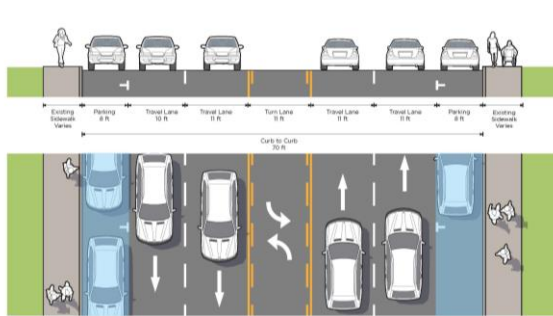 Existing
Sidewalk
Varies
Parking
8 ft
Travel Lane
10 ft
Travel Lane
11 ft
Turn Lane
11 ft
Travel Lane
11 ft
Travel Lane
11 ft
Parking
8 ft
Existing
Sidewalk
Varies
Curb to Curb
70 ft